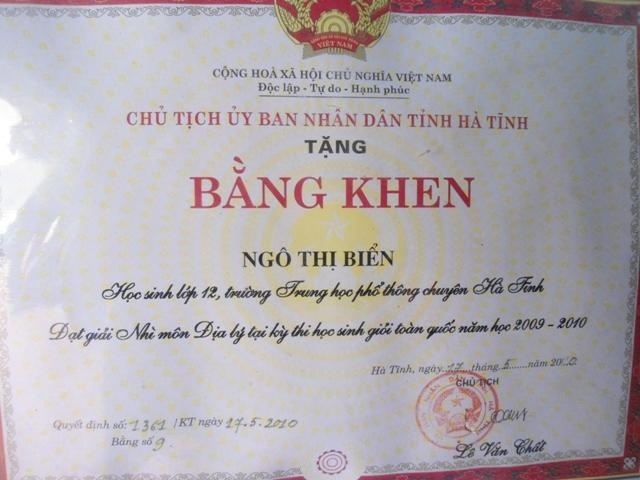 VIỆT NAM
CỘNG HOÀ XÃ HỘI CHỦ NGHĨA VIỆT NAM
Độc lập - Tự do - Hạnh phúc
CHỦ TỊCH ỦY BAN NHÂN DÂN TỈNH HÀ TĨNH
TẶNG
BẰNG KHEN
NGÔ THỊ BIỂN
Học sinh lớp 12, trường Trung học phổ thông chuyên Hà Tĩnh
Đạt giải Nhì môn Địa lý tại kỳ thi học sinh giỏi toàn quốc năm học 2009 - 2010
Hà Tĩnh, ngày 17 tháng 5 năm 2010
CHỦ TỊCH
Quyết định số: 1361 /KT ngày 17.5.2010
Bằng số 9.
Lê Văn Chất